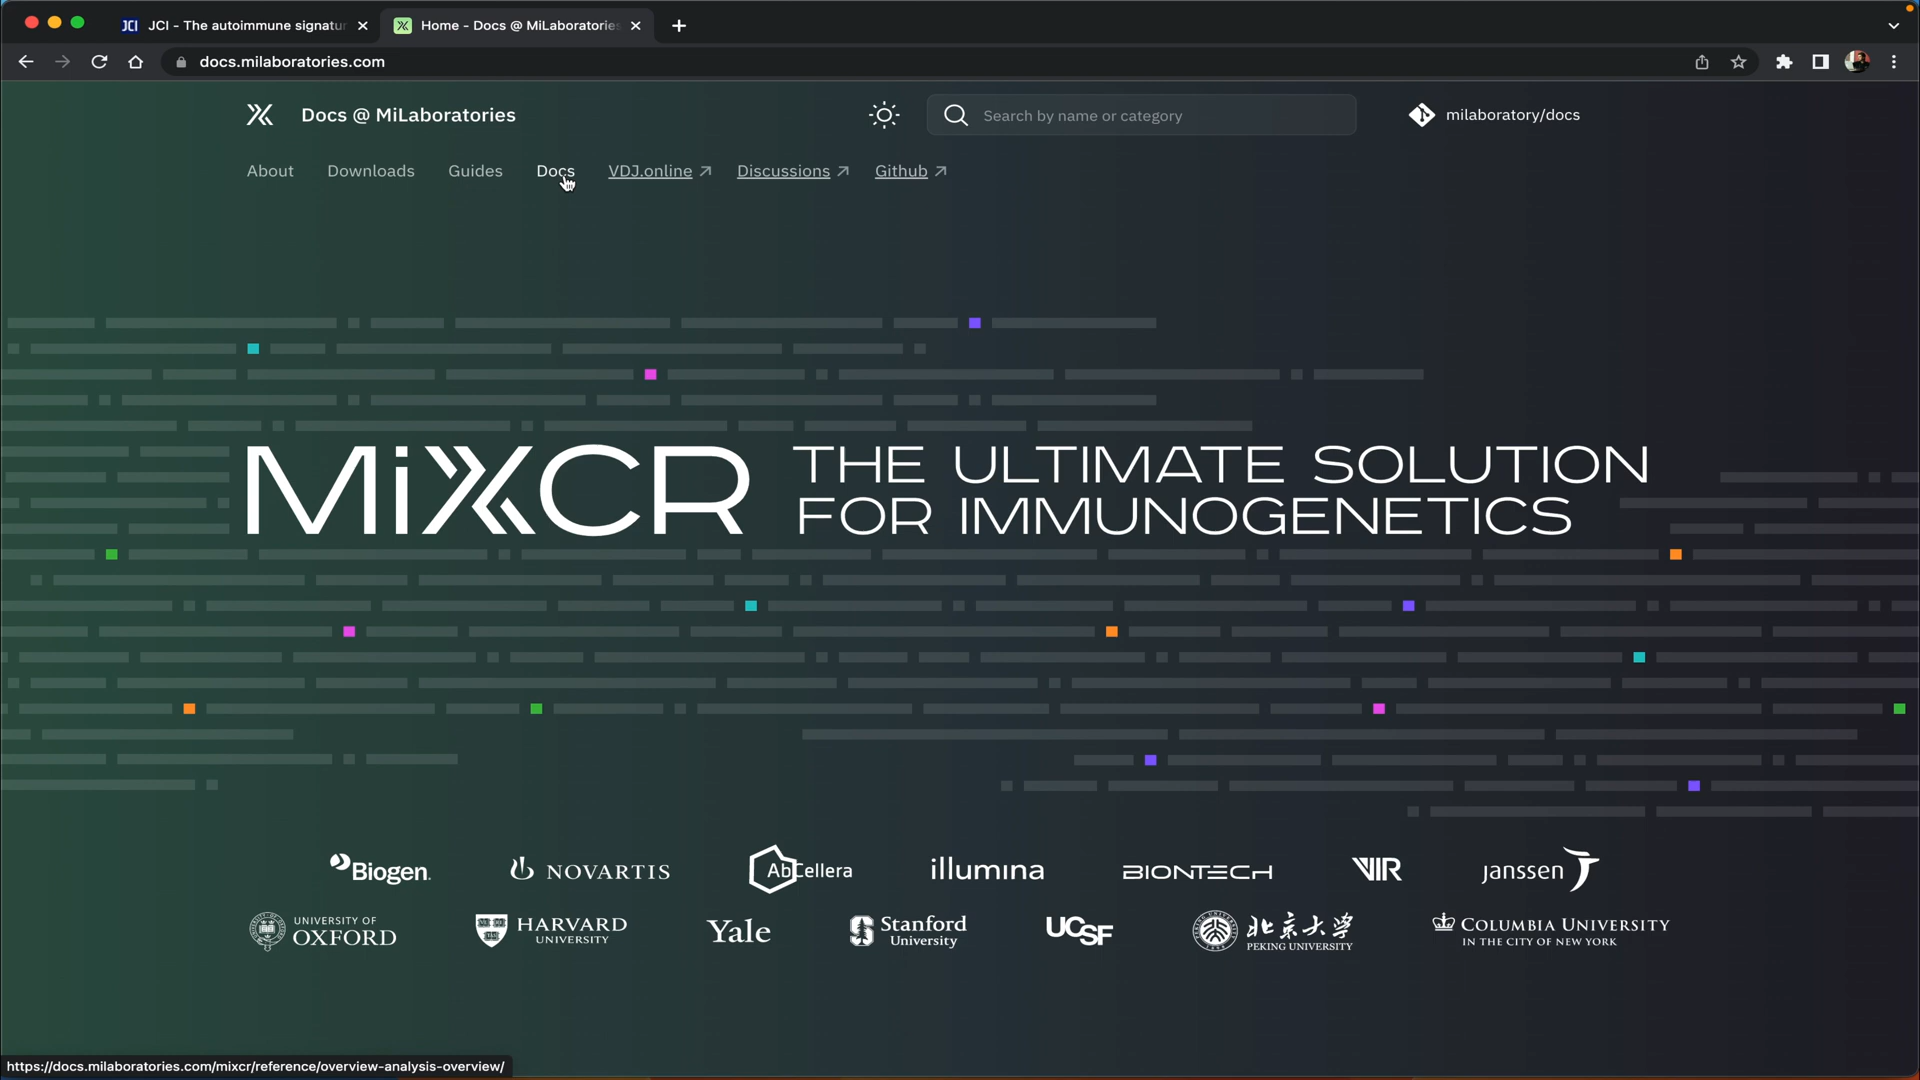 JCI JCI - The autoimmune signatur
Home - Docs @ MiLaboratories
docs.milaboratories.com
Docs @ MiLaboratories
Search by name or category
milaboratory/docs
About Downloads Guides Docs VDJ.online Discussions Github
MiXCR THE ULTIMATE SOLUTION
FOR IMMUNOGENETICS
Biogen. NOVARTIS AbCellera illumına BIONTECH VIR janssen
UNIVERSITY OF
OXFORD
HARVARD
UNIVERSITY
Yale
Stanford
University
UCSF
北京大学
PEKING UNIVERSITY
COLUMBIA UNIVERSITY
IN THE CITY OF NEW YORK
https://docs.milaboratories.com/mixcr/reference/overview-analysis-overview/